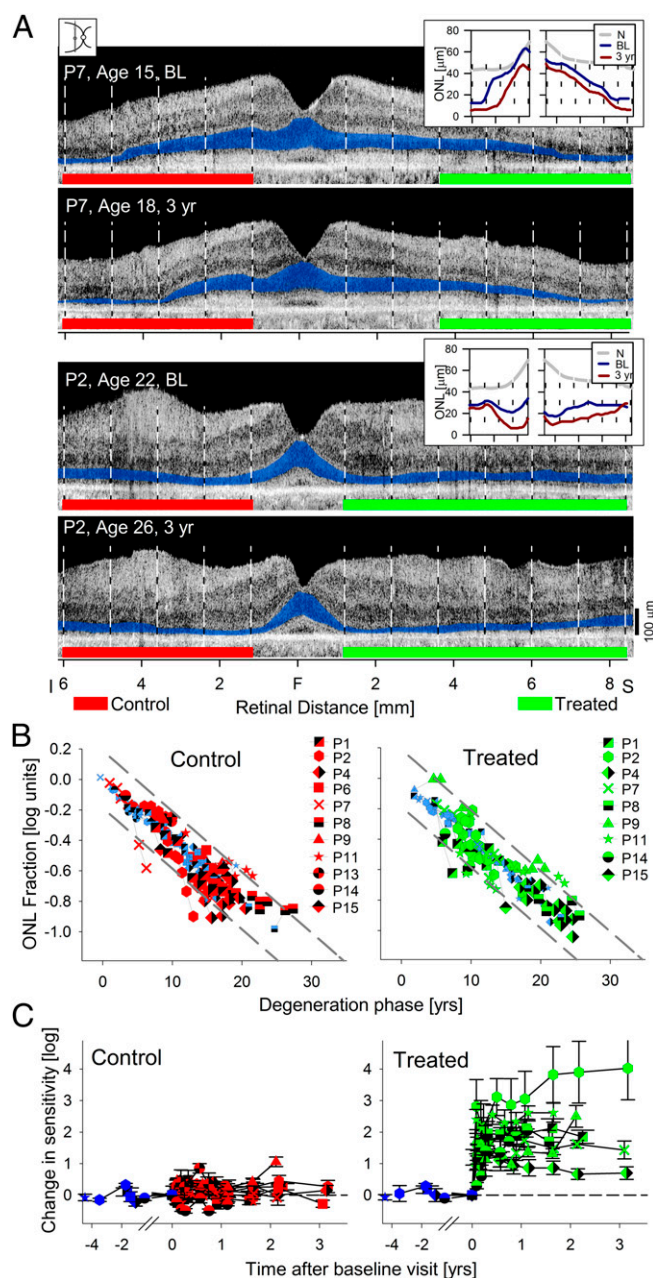 A
P7, Age 15, BL
ONL [µm]
80
60
40
20
0
N
BL
3 yr
P7, Age 18, 3 yr
P2, Age 22, BL
ONL [µm]
80
60
40
20
0
N
BL
3 yr
P2, Age 26, 3 yr
100 µm
I 6 4 2 F 2 4 6 8 S
Control Retinal Distance [mm] Treated
B
Control
Treated
ONL Fraction [log units]
0.2
0.0
-0.2
-0.4
-0.6
-0.8
-1.0
P1
P2
P4
P6
P7
P8
P9
P11
P13
P14
P15
P1
P2
P4
P7
P8
P9
P11
P14
P15
0 10 20 30 0 10 20 30
Degeneration phase [yrs]
C
Control
Treated
Change in sensitivity [log]
4
3
2
1
0
-4 -2 0 1 2 3 -4 -2 0 1 2 3
Time after baseline visit [yrs]